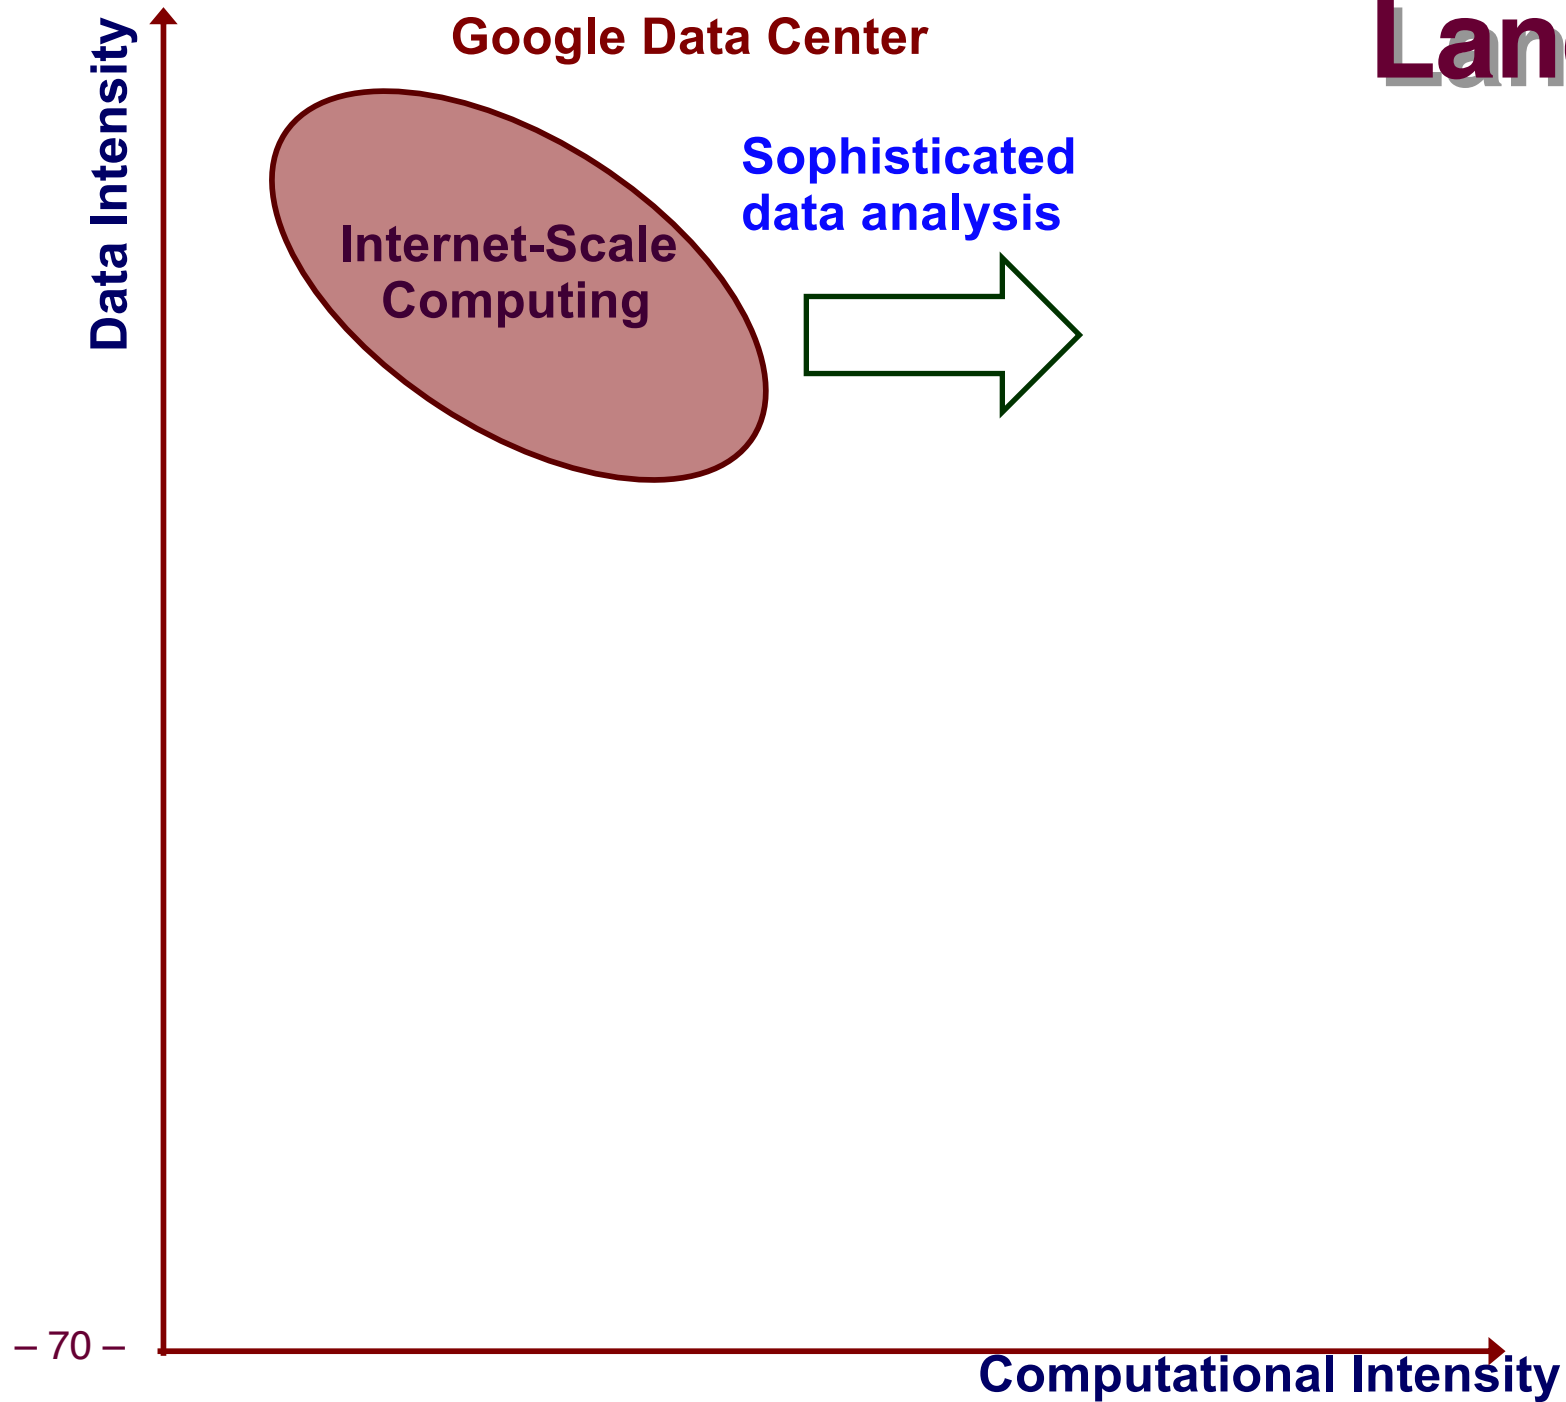 Google Data Center
Data Intensity
Sophisticated
data analysis
Internet-Scale
Computing
– 70 –
Computational Intensity